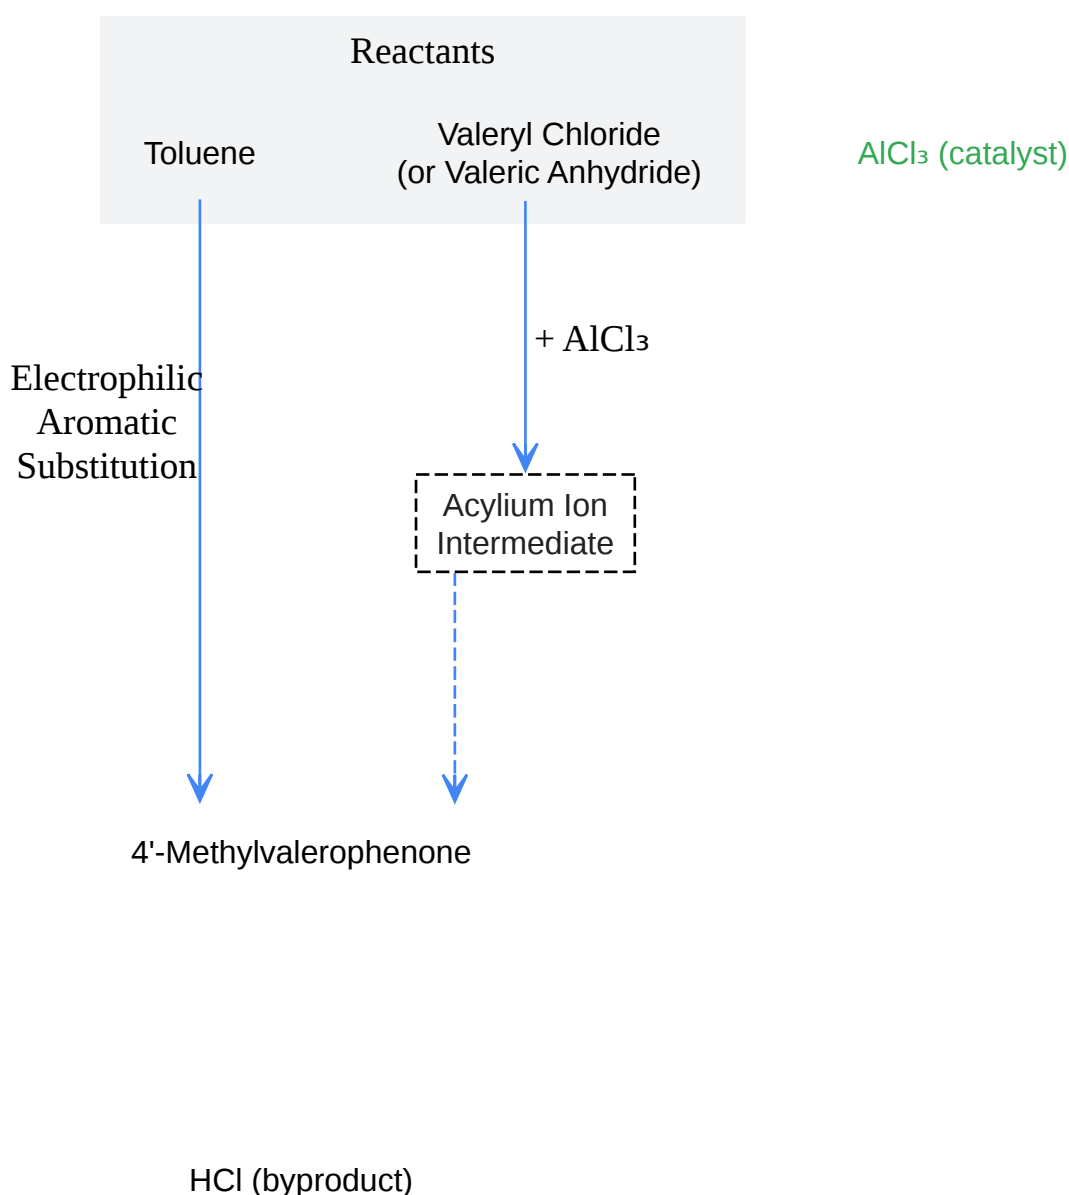 Reactants
Toluene
Valeryl Chloride
(or Valeric Anhydride)
AlCl₃ (catalyst)
+ AlCl₃
Electrophilic
Aromatic
Substitution
Acylium Ion
Intermediate
4'-Methylvalerophenone
HCl (byproduct)